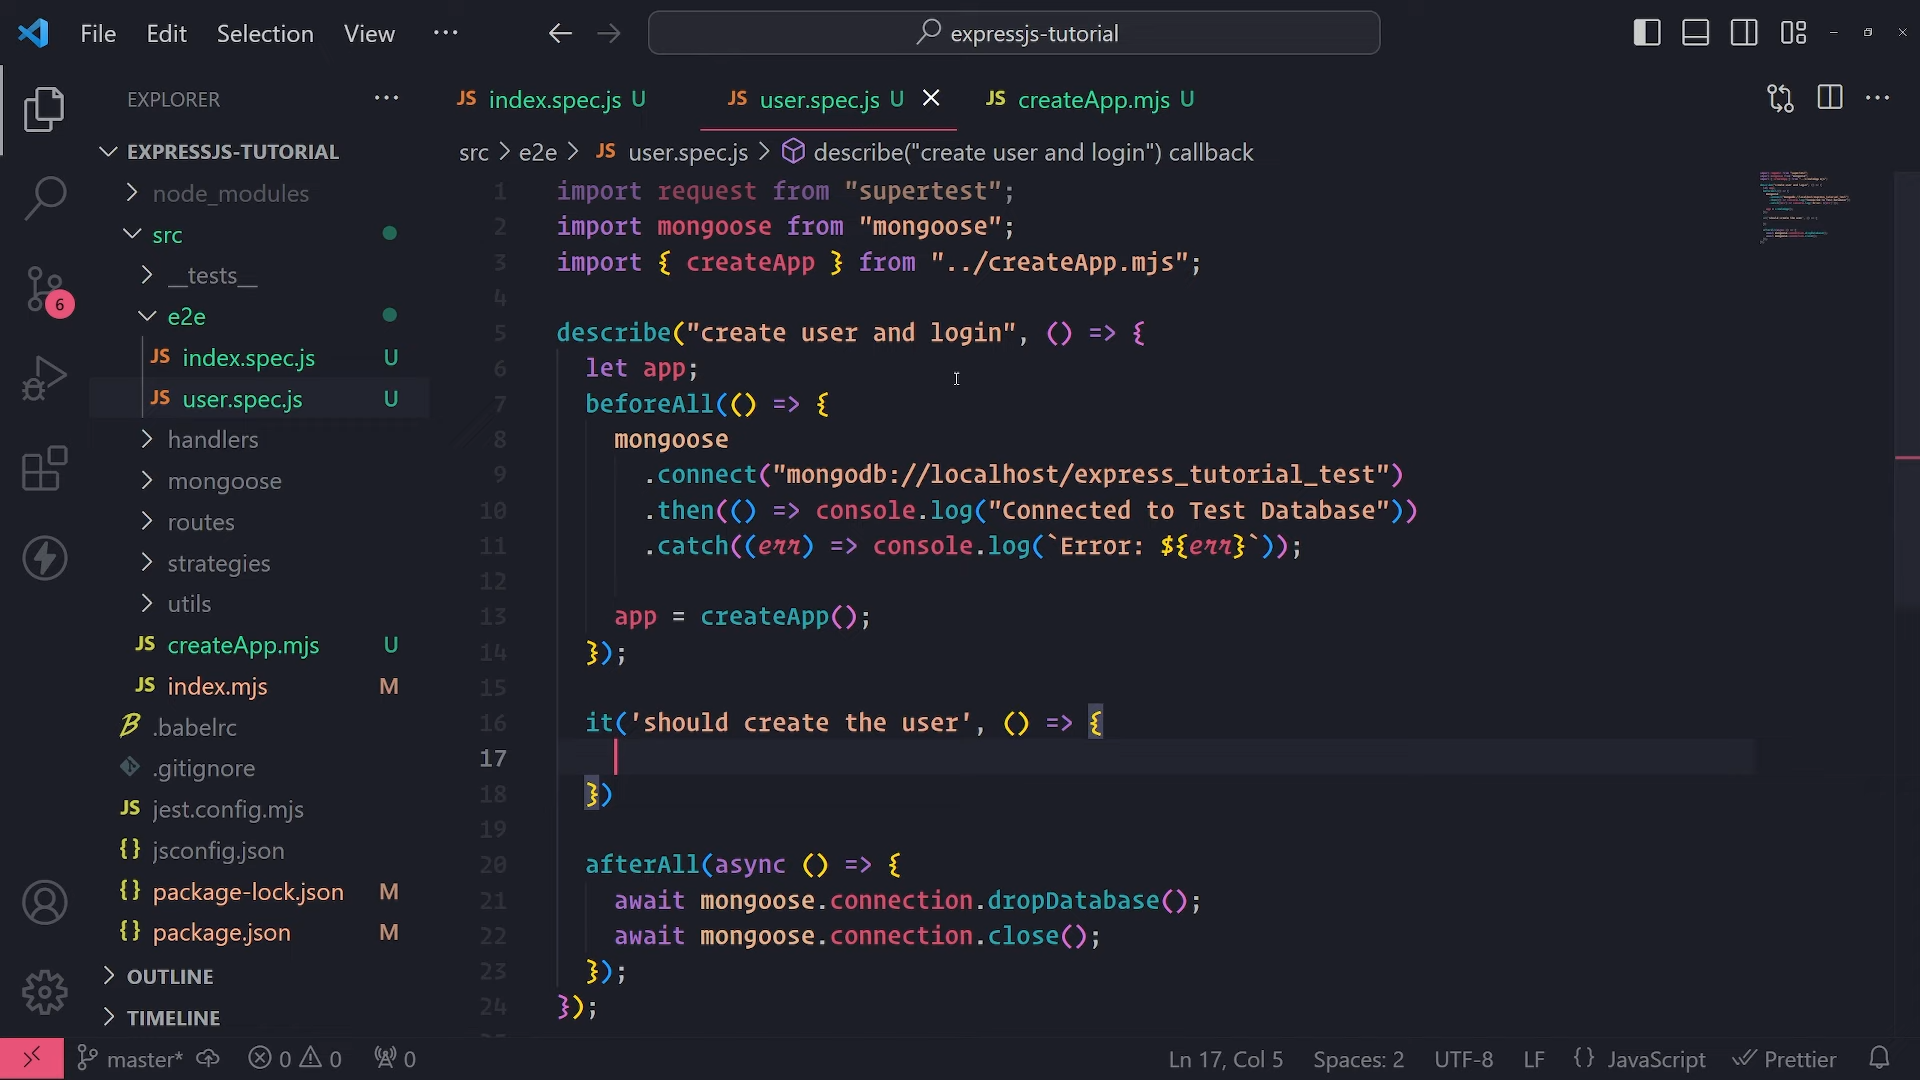 File Edit Selection View ··· expressjs-tutorial
EXPLORER ···
JS index.spec.js U JS user.spec.js U JS createApp.mjs U
src > e2e > JS user.spec.js > describe("create user and login") callback
EXPRESSJS-TUTORIAL
node_modules
src
__tests__
e2e
JS index.spec.js U
JS user.spec.js U
handlers
mongoose
routes
strategies
utils
JS createApp.mjs U
JS index.mjs M
.babelrc
.gitignore
JS jest.config.mjs
{} jsconfig.json
{} package-lock.json M
{} package.json M
OUTLINE
TIMELINE
6
1 import request from "supertest";
2 import mongoose from "mongoose";
3 import { createApp } from "../createApp.mjs";
4
5 describe("create user and login", () => {
6 let app;
7 beforeAll(() => {
8 mongoose
9 .connect("mongodb://localhost/express_tutorial_test")
10 .then(() => console.log("Connected to Test Database"))
11 .catch((err) => console.log(`Error: ${err}`));
12
13 app = createApp();
14 });
15
16 it('should create the user', () => {
17
18 })
19
20 afterAll(async () => {
21 await mongoose.connection.dropDatabase();
22 await mongoose.connection.close();
23 });
24 });
master* 0 0 0 Ln 17, Col 5 Spaces: 2 UTF-8 LF {} JavaScript Prettier